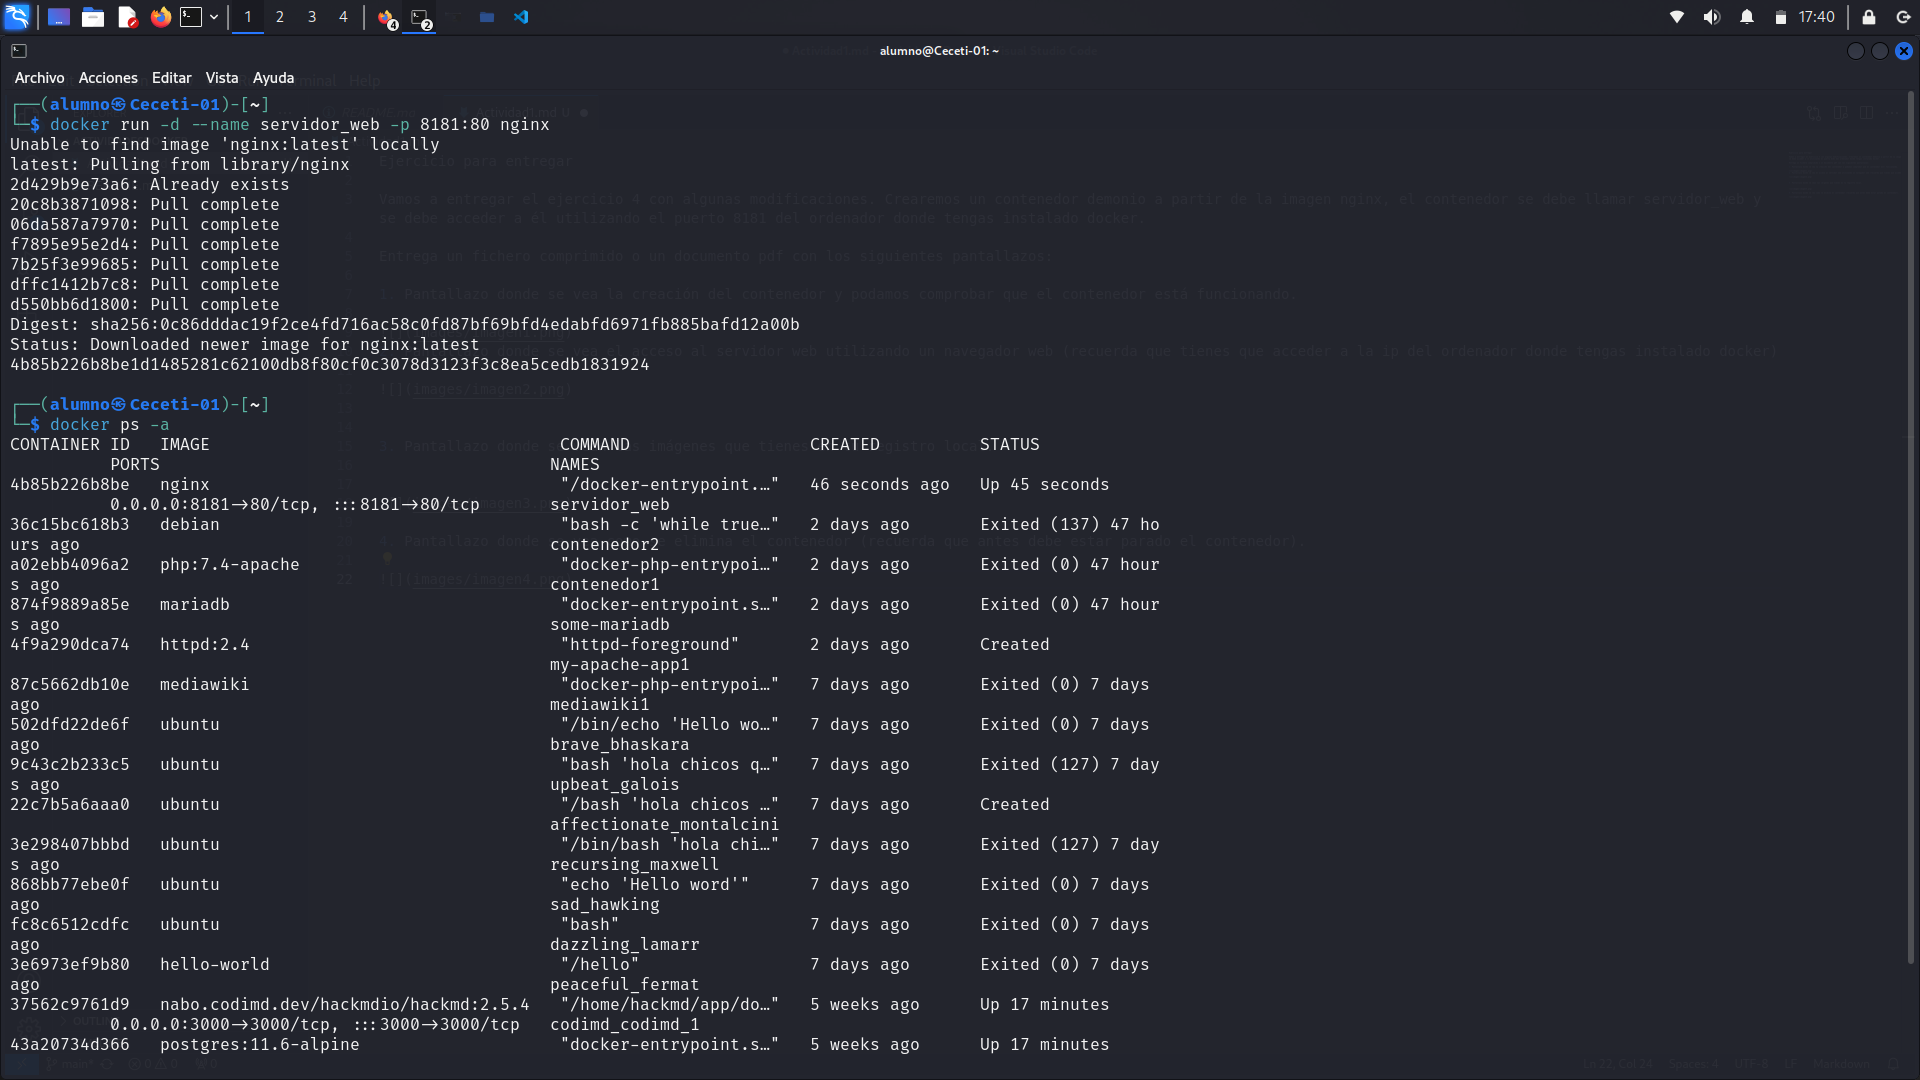 1 2 3 4 4 2 17:40
alumno@Ceceti-01: ~
Archivo Acciones Editar Vista Ayuda
┌──(alumno㉿Ceceti-01)-[~]
└─$ docker run -d --name servidor_web -p 8181:80 nginx
Unable to find image 'nginx:latest' locally
latest: Pulling from library/nginx
2d429b9e73a6: Already exists
20c8b3871098: Pull complete
06da587a7970: Pull complete
f7895e95e2d4: Pull complete
7b25f3e99685: Pull complete
dffc1412b7c8: Pull complete
d550bb6d1800: Pull complete
Digest: sha256:0c86dddac19f2ce4fd716ac58c0fd87bf69bfd4edabfd6971fb885bafd12a00b
Status: Downloaded newer image for nginx:latest
4b85b226b8be1d1485281c62100db8f80cf0c3078d3123f3c8ea5cedb1831924
┌──(alumno㉿Ceceti-01)-[~]
└─$ docker ps -a
CONTAINER ID   IMAGE   COMMAND   CREATED   STATUS
PORTS   NAMES
4b85b226b8be   nginx   "/docker-entrypoint.…"   46 seconds ago   Up 45 seconds
0.0.0.0:8181->80/tcp, :::8181->80/tcp   servidor_web
36c15bc618b3   debian   "bash -c 'while true…"   2 days ago   Exited (137) 47 ho
urs ago   contenedor2
a02ebb4096a2   php:7.4-apache   "docker-php-entrypoi…"   2 days ago   Exited (0) 47 hour
s ago   contenedor1
874f9889a85e   mariadb   "docker-entrypoint.s…"   2 days ago   Exited (0) 47 hour
s ago   some-mariadb
4f9a290dca74   httpd:2.4   "httpd-foreground"   2 days ago   Created
my-apache-app1
87c5662db10e   mediawiki   "docker-php-entrypoi…"   7 days ago   Exited (0) 7 days
ago   mediawiki1
502dfd22de6f   ubuntu   "/bin/echo 'Hello wo…"   7 days ago   Exited (0) 7 days
ago   brave_bhaskara
9c43c2b233c5   ubuntu   "bash 'hola chicos q…"   7 days ago   Exited (127) 7 day
s ago   upbeat_galois
22c7b5a6aaa0   ubuntu   "/bash 'hola chicos …"   7 days ago   Created
affectionate_montalcini
3e298407bbbd   ubuntu   "/bin/bash 'hola chi…"   7 days ago   Exited (127) 7 day
s ago   recursing_maxwell
868bb77ebe0f   ubuntu   "echo 'Hello word'"   7 days ago   Exited (0) 7 days
ago   sad_hawking
fc8c6512cdfc   ubuntu   "bash"   7 days ago   Exited (0) 7 days
ago   dazzling_lamarr
3e6973ef9b80   hello-world   "/hello"   7 days ago   Exited (0) 7 days
ago   peaceful_fermat
37562c9761d9   nabo.codimd.dev/hackmdio/hackmd:2.5.4   "/home/hackmd/app/do…"   5 weeks ago   Up 17 minutes
0.0.0.0:3000->3000/tcp, :::3000->3000/tcp   codimd_codimd_1
43a20734d366   postgres:11.6-alpine   "docker-entrypoint.s…"   5 weeks ago   Up 17 minutes